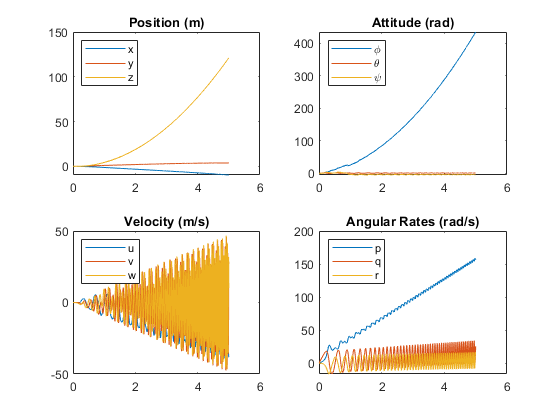 Position (m)
150
100
50
0
0
2
4
6
x
y
z
Attitude (rad)
400
300
200
100
0
0
2
4
6
ϕ
θ
ψ
Velocity (m/s)
50
0
-50
0
2
4
6
u
v
w
Angular Rates (rad/s)
200
150
100
50
0
0
2
4
6
p
q
r